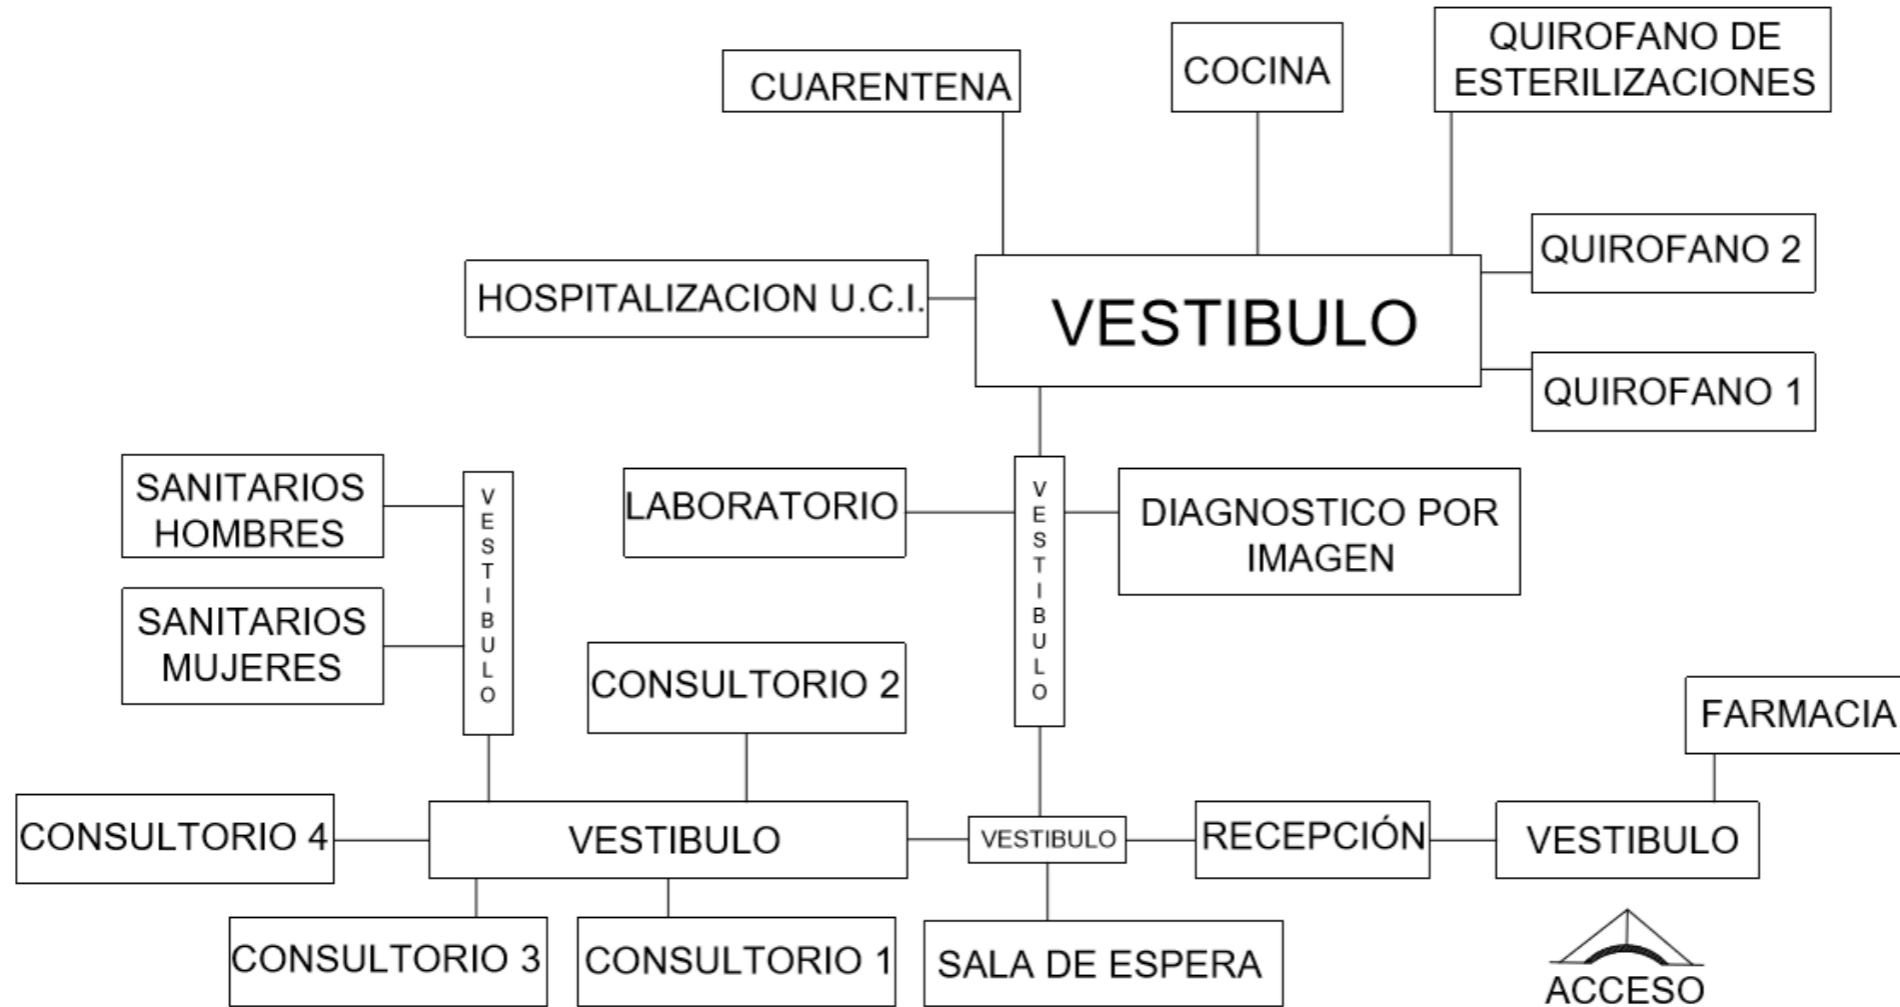 CUARENTENA
COCINA
QUIROFANO DE
ESTERILIZACIONES
HOSPITALIZACION U.C.I.
VESTIBULO
QUIROFANO 2
QUIROFANO 1
SANITARIOS
HOMBRES
SANITARIOS
MUJERES
VESTIBULO
LABORATORIO
VESTIBULO
DIAGNOSTICO POR
IMAGEN
CONSULTORIO 2
FARMACIA
CONSULTORIO 4
VESTIBULO
VESTIBULO
RECEPCIÓN
VESTIBULO
CONSULTORIO 3
CONSULTORIO 1
SALA DE ESPERA
ACCESO